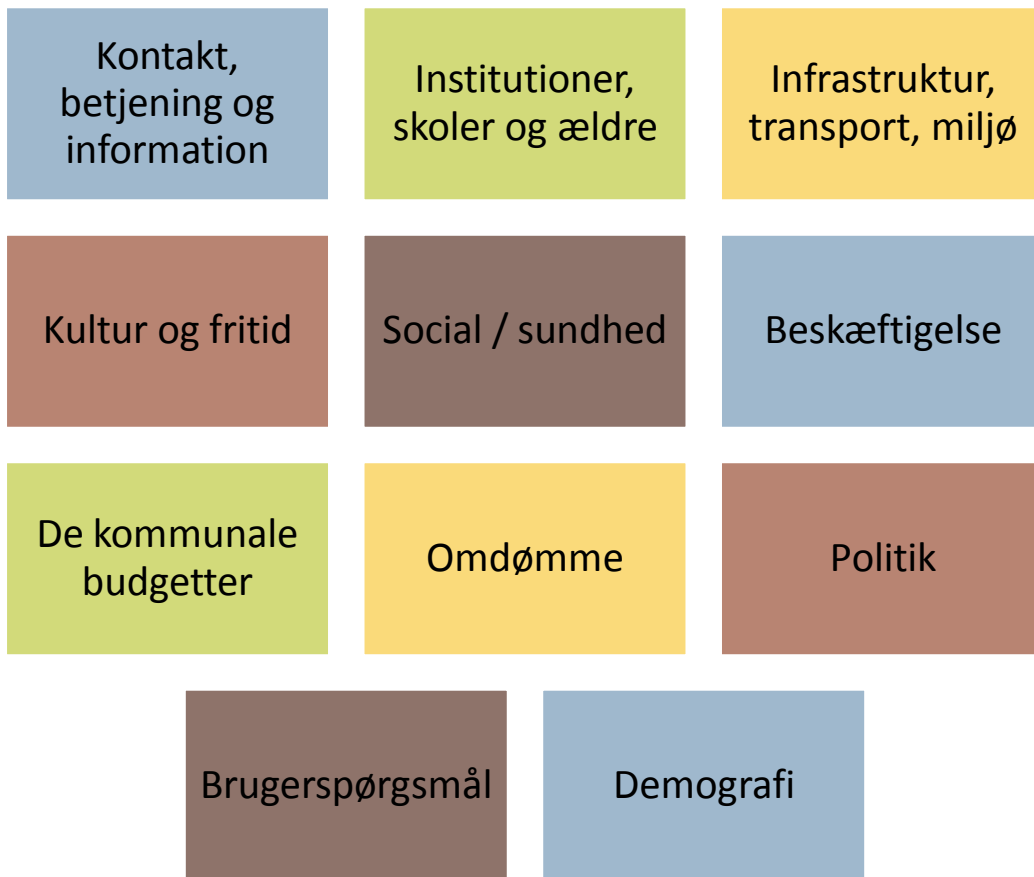 Kontakt,
betjening og
information
Institutioner,
skoler og ældre
Infrastruktur,
transport, miljø
Kultur og fritid
Social / sundhed
Beskæftigelse
De kommunale
budgetter
Omdømme
Politik
Brugerspørgsmål
Demografi